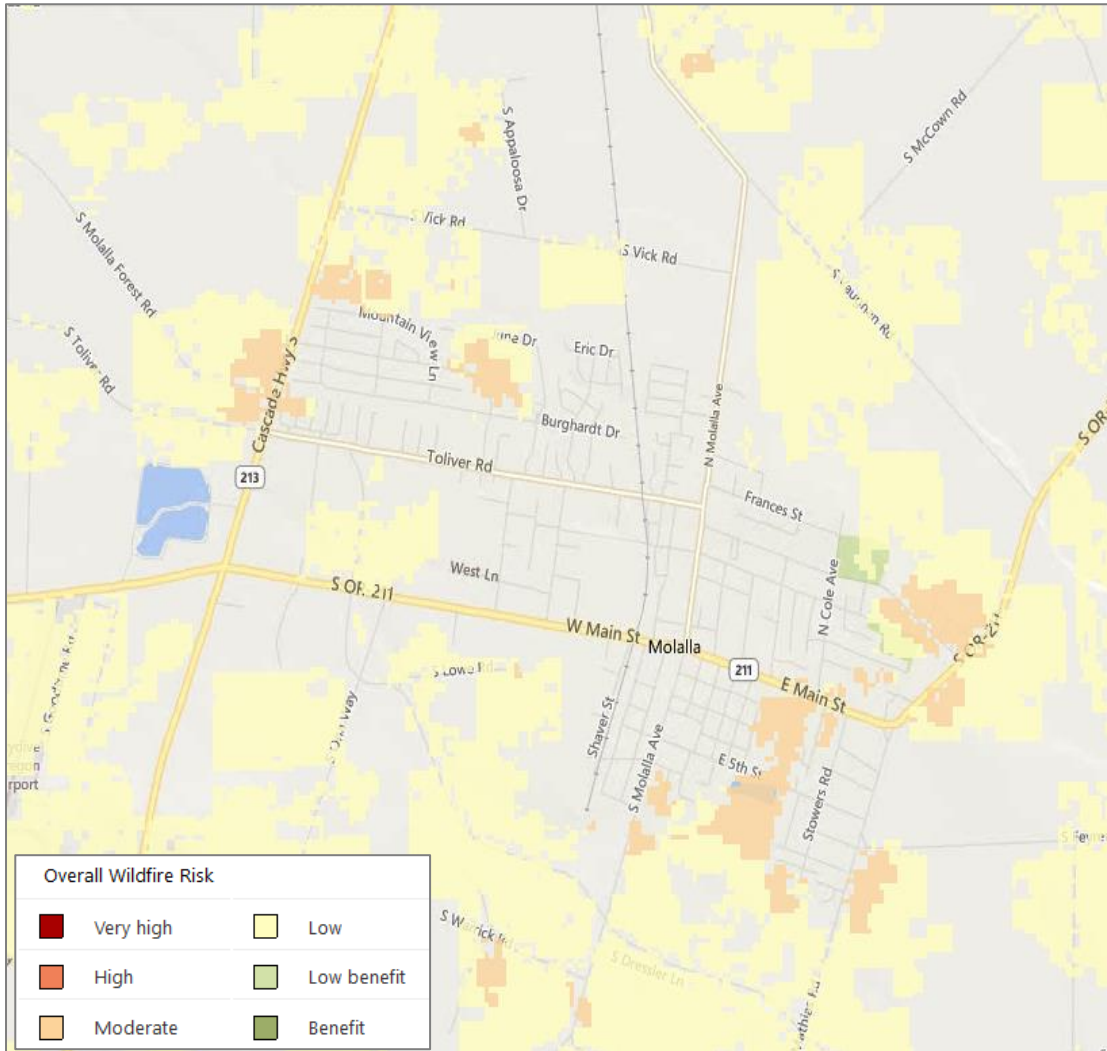 S McCown Rd
S Appaloosa Dr
S Vick Rd
S Vick Rd
S Molalla Forest Rd
S Toliver Rd
Mountain View Ln
Eric Dr
Cascade Hwy S
Burghardt Dr
N Molalla Ave
S OR-
Toliver Rd
213
Frances St
West Ln
S OR, 211
N Cole Ave
W Main St
Molalla
S OR-211
211
E Main St
Shaver St
S Molalla Ave
E 5th St
Stowers Rd
S Dressler Ln
Overall Wildfire Risk
Very high
Low
High
Low benefit
Moderate
Benefit